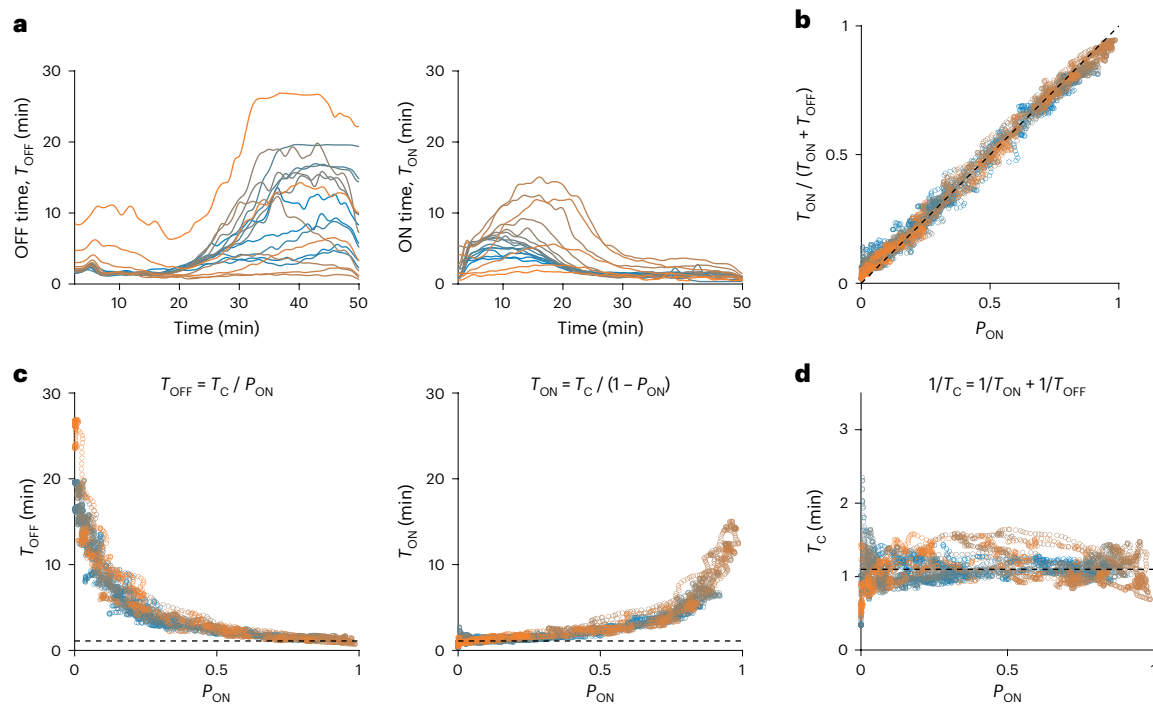 a
30
20
10
0
OFF time, T_OFF (min)
10
20
30
40
50
Time (min)
30
20
10
0
ON time, T_ON (min)
10
20
30
40
50
Time (min)
b
1
0.5
0
T_ON / (T_ON + T_OFF)
0
0.5
1
P_ON
c
T_OFF = T_C / P_ON
30
20
10
0
T_OFF (min)
0
0.5
1
P_ON
T_ON = T_C / (1 – P_ON)
30
20
10
0
T_ON (min)
0
0.5
1
P_ON
d
1/T_C = 1/T_ON + 1/T_OFF
3
2
1
0
T_C (min)
0
0.5
1
P_ON